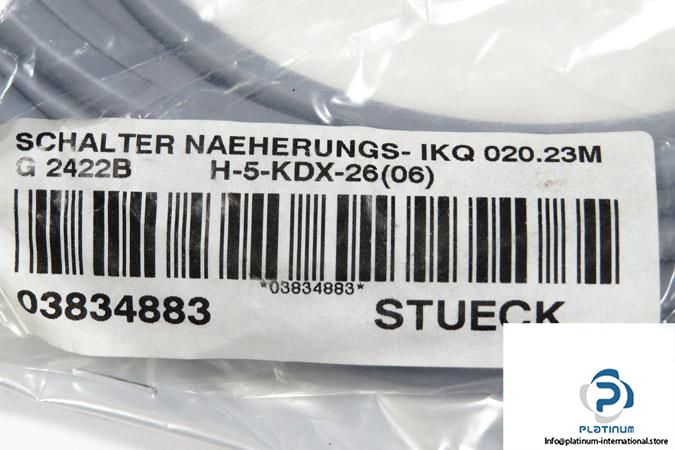 SCHALTER NAEHERUNGS- IKQ 020.23M
G 2422B H-5-KDX-26(06)
*03834883*
03834883 STUECK
PLATINUM
info@platinum-international.store